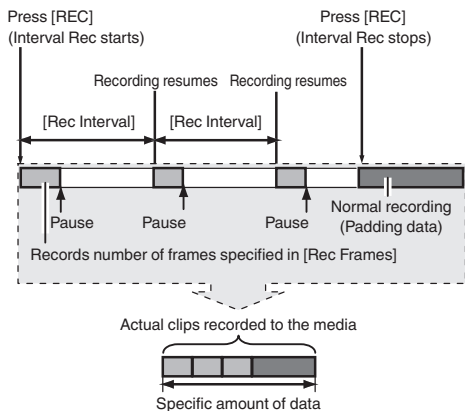 Press [REC]
(Interval Rec starts)
Press [REC]
(Interval Rec stops)
Recording resumes
Recording resumes
[Rec Interval]
[Rec Interval]
Pause
Pause
Pause
Normal recording
(Padding data)
Records number of frames specified in [Rec Frames]
Actual clips recorded to the media
Specific amount of data